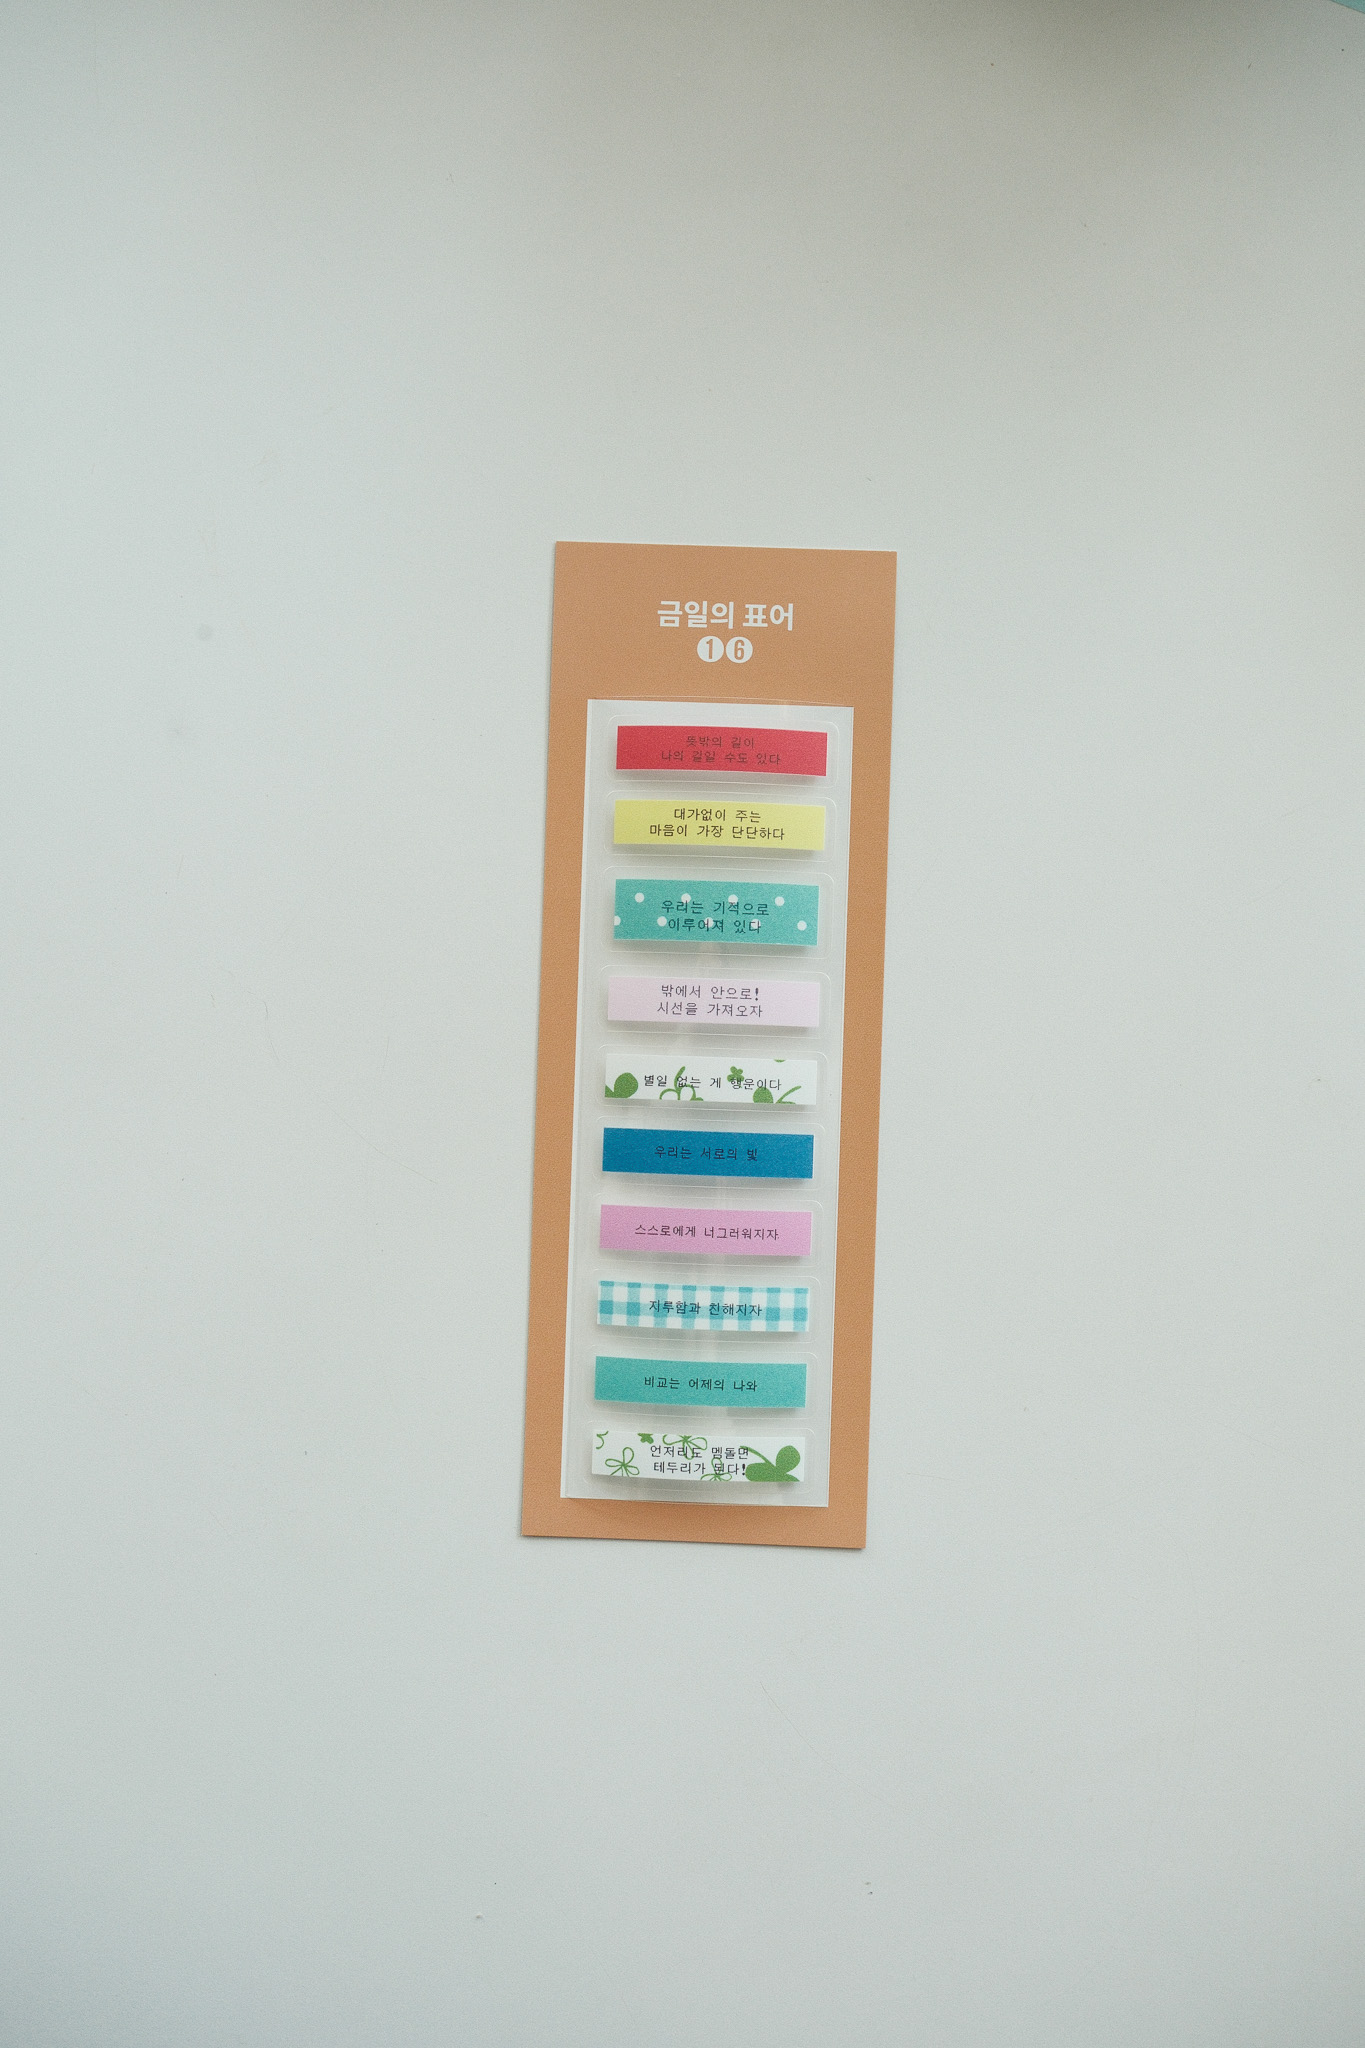 금일의 표어
16
뜻밖의 길이
나의 길일 수도 있다
대가없이 주는
마음이 가장 단단하다
우리는 기적으로
이루어져 있다
밖에서 안으로!
시선을 가져오자
별일 없는 게 행운이다
우리는 서로의 빛
스스로에게 너그러워지자
지루함과 친해지자
비교는 어제의 나와
언저리도 맴돌면
테두리가 된다!